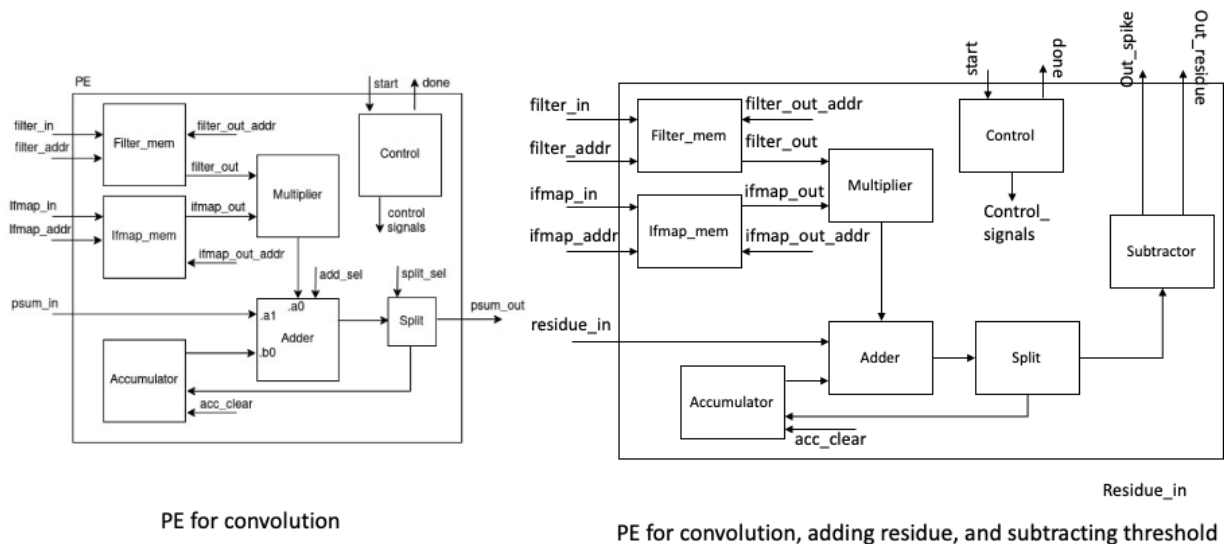 PE
start
done
filter_in
filter_addr
Filter_mem
filter_out_addr
filter_out
Control
control
signals
Multiplier
Ifmap_in
Ifmap_addr
Ifmap_mem
ifmap_out
ifmap_out_addr
add_sel
split_sel
psum_in
.a0
.a1
.b0
Adder
Split
psum_out
Accumulator
acc_clear
PE for convolution
start
done
Out_spike
Out_residue
filter_in
filter_addr
Filter_mem
filter_out_addr
filter_out
Control
Control_
signals
Multiplier
ifmap_in
ifmap_addr
Ifmap_mem
ifmap_out
ifmap_out_addr
Subtractor
residue_in
Adder
Split
Accumulator
acc_clear
Residue_in
PE for convolution, adding residue, and subtracting threshold